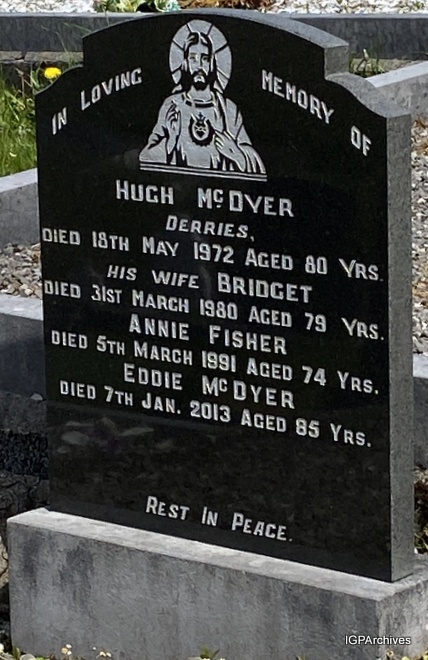 IN LOVING MEMORY OF
HUGH McDYER
DERRIES,
DIED 18TH MAY 1972 AGED 80 YRS.
HIS WIFE BRIDGET
DIED 31ST MARCH 1980 AGED 79 YRS.
ANNIE FISHER
DIED 5TH MARCH 1991 AGED 74 YRS.
EDDIE McDYER
DIED 7TH JAN. 2013 AGED 85 YRS.
REST IN PEACE.
IGPArchives